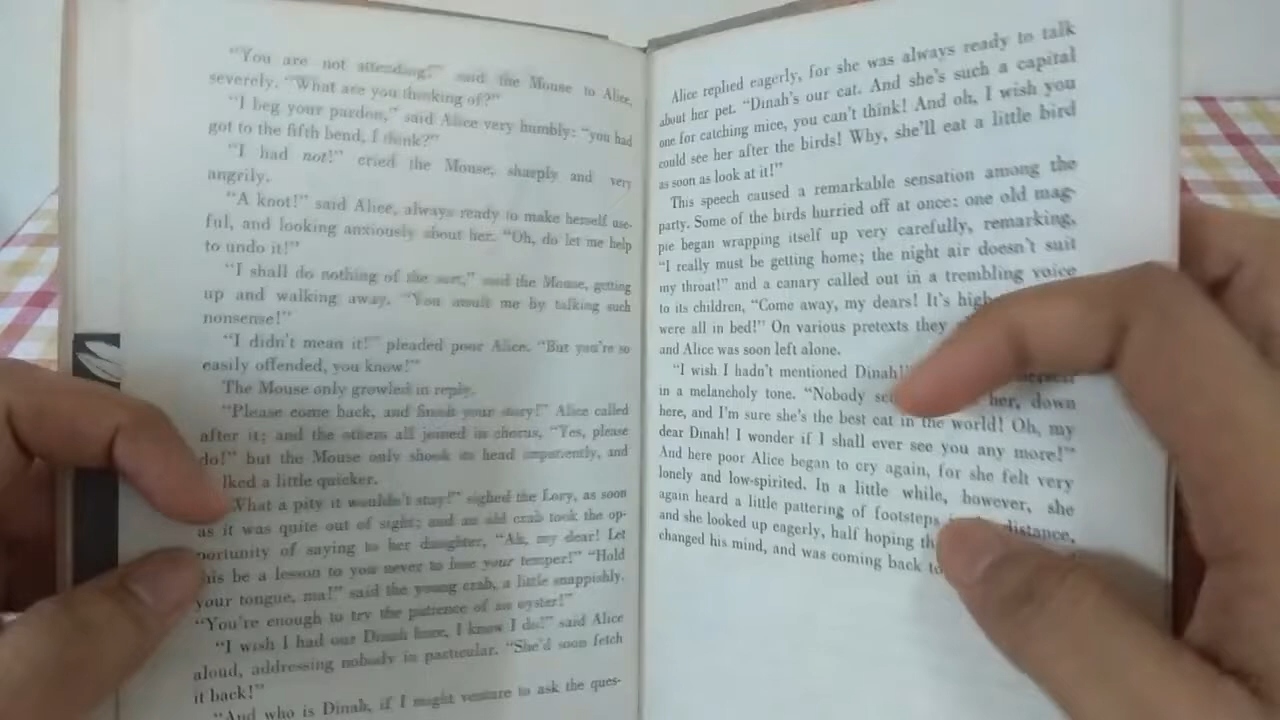 "You are not attending!" said the Mouse to Alice,
severely. "What are you thinking of?"
"I beg your pardon," said Alice very humbly: "you had
got to the fifth bend, I think?"
"I had not!" cried the Mouse, sharply and very
angrily.
"A knot!" said Alice, always ready to make herself use-
ful, and looking anxiously about her. "Oh, do let me help
to undo it!"
"I shall do nothing of the sort," said the Mouse, getting
up and walking away. "You insult me by talking such
nonsense!"
"I didn't mean it!" pleaded poor Alice. "But you're so
easily offended, you know!"
The Mouse only growled in reply.
"Please come back, and finish your story!" Alice called
after it; and the others all joined in chorus, "Yes, please
do!" but the Mouse only shook its head impatiently, and
lked a little quicker.
What a pity it wouldn't stay!" sighed the Lory, as soon
as it was quite out of sight; and an old crab took the op-
portunity of saying to her daughter, "Ah, my dear! Let
his be a lesson to you never to lose your temper!" "Hold
your tongue, ma!" said the young crab, a little snappishly.
"You're enough to try the patience of an oyster!"
"I wish I had our Dinah here, I know I do!" said Alice
aloud, addressing nobody in particular. "She'd soon fetch
it back!"
"And who is Dinah, if I might venture to ask the ques-
Alice replied eagerly, for she was always ready to talk
about her pet. "Dinah's our cat. And she's such a capital
one for catching mice, you can't think! And oh, I wish you
could see her after the birds! Why, she'll eat a little bird
as soon as look at it!"
This speech caused a remarkable sensation among the
party. Some of the birds hurried off at once: one old mag-
pie began wrapping itself up very carefully, remarking,
"I really must be getting home; the night air doesn't suit
my throat!" and a canary called out in a trembling voice
to its children, "Come away, my dears! It's high
were all in bed!" On various pretexts they
and Alice was soon left alone.
"I wish I hadn't mentioned Dinah!"
in a melancholy tone. "Nobody her, down
here, and I'm sure she's the best cat in the world! Oh, my
dear Dinah! I wonder if I shall ever see you any more!"
And here poor Alice began to cry again, for she felt very
lonely and low-spirited. In a little while, however, she
again heard a little pattering of footsteps distance,
and she looked up eagerly, half hoping
changed his mind, and was coming back to